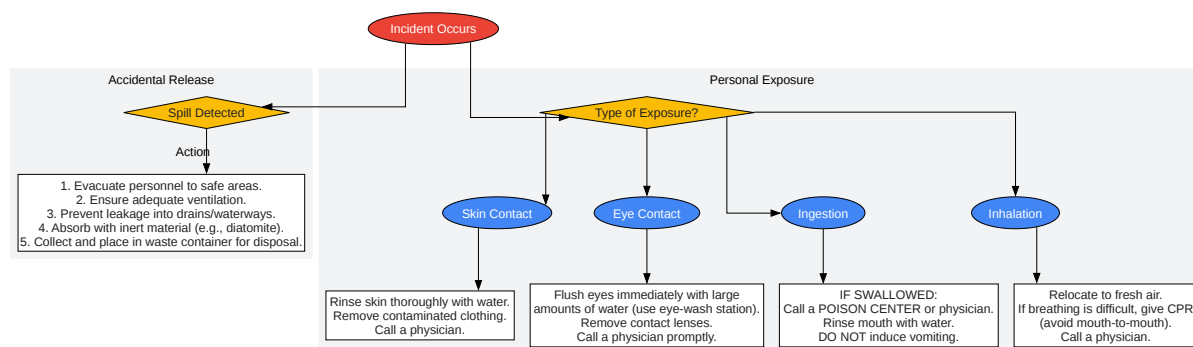 Incident Occurs
Accidental Release
Personal Exposure
Spill Detected
Type of Exposure?
Action
1. Evacuate personnel to safe areas.
2. Ensure adequate ventilation.
3. Prevent leakage into drains/waterways.
4. Absorb with inert material (e.g., diatomite).
5. Collect and place in waste container for disposal.
Skin Contact
Eye Contact
Ingestion
Inhalation
Rinse skin thoroughly with water.
Remove contaminated clothing.
Call a physician.
Flush eyes immediately with large
amounts of water (use eye-wash station).
Remove contact lenses.
Call a physician promptly.
IF SWALLOWED:
Call a POISON CENTER or physician.
Rinse mouth with water.
DO NOT induce vomiting.
Relocate to fresh air.
If breathing is difficult, give CPR
(avoid mouth-to-mouth).
Call a physician.